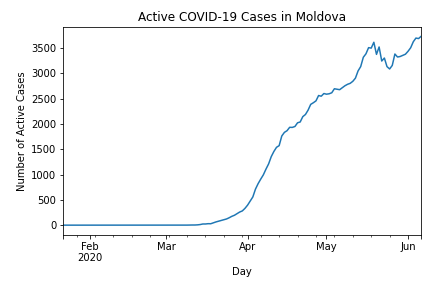 Active COVID-19 Cases in Moldova
Number of Active Cases
3500
3000
2500
2000
1500
1000
500
0
Feb Mar Apr May Jun
2020
Day